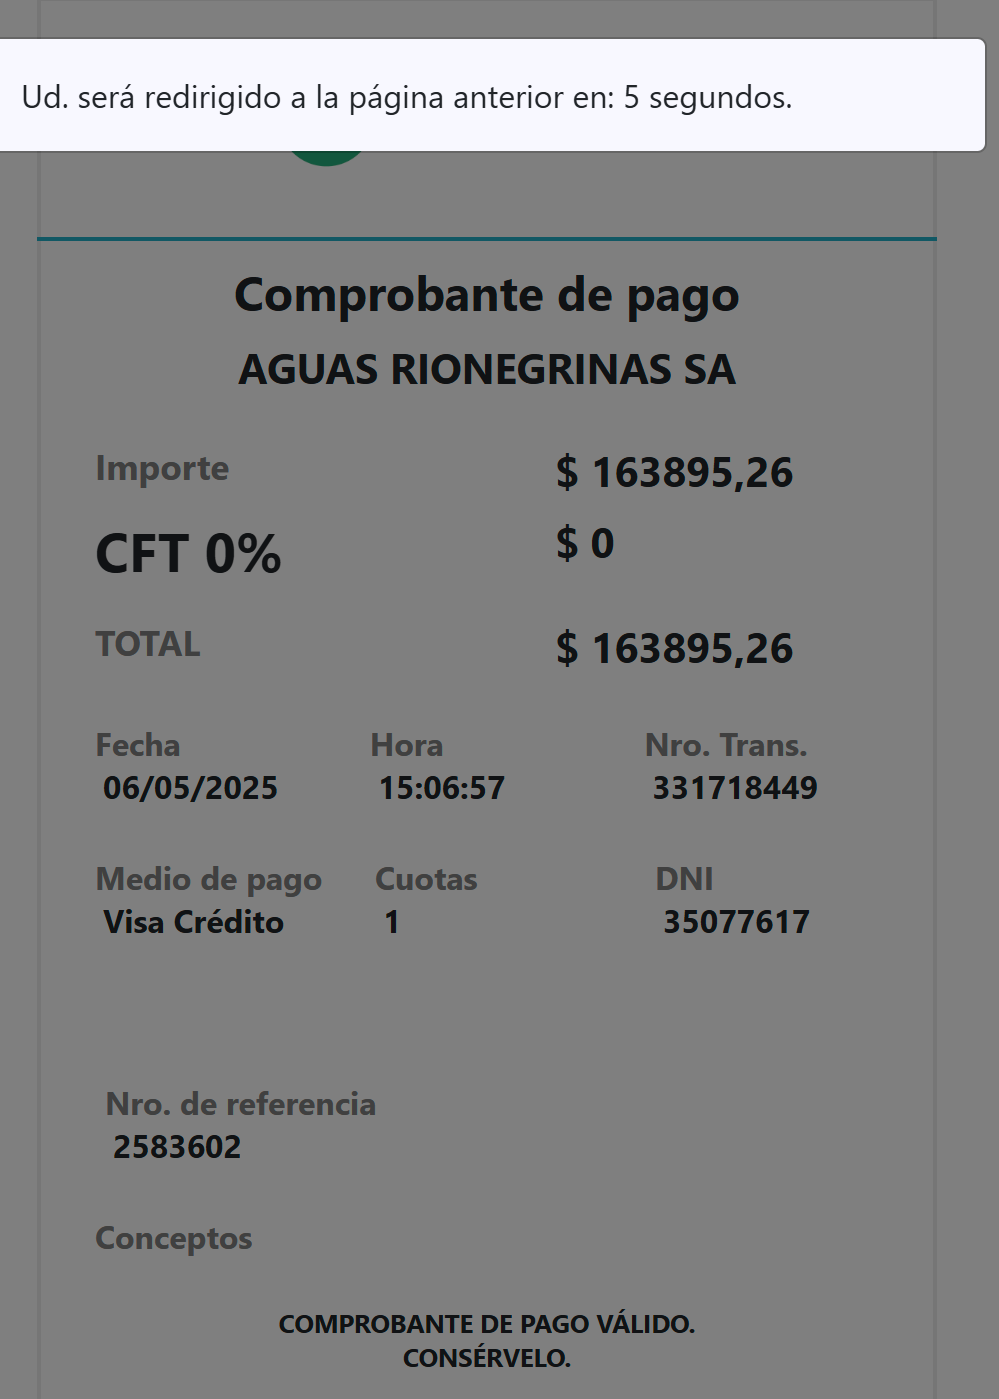 Ud. será redirigido a la página anterior en: 5 segundos.
Comprobante de pago
AGUAS RIONEGRINAS SA
Importe $ 163895,26
CFT 0% $ 0
TOTAL $ 163895,26
Fecha Hora Nro. Trans.
06/05/2025 15:06:57 331718449
Medio de pago Cuotas DNI
Visa Crédito 1 35077617
Nro. de referencia
2583602
Conceptos
COMPROBANTE DE PAGO VÁLIDO.
CONSÉRVELO.